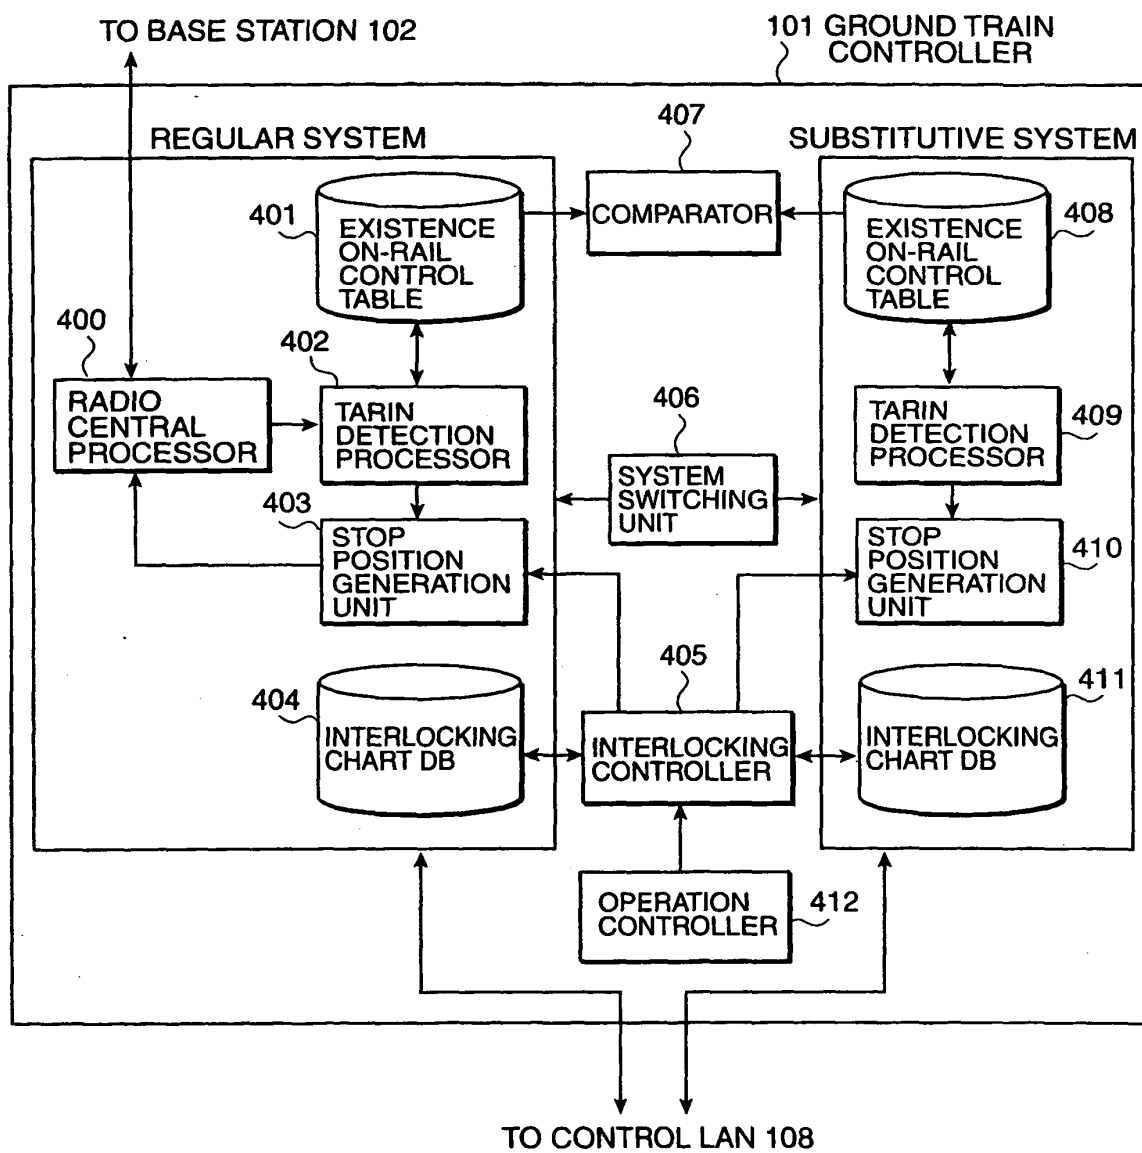 TO BASE STATION 102
101 GROUND TRAIN
CONTROLLER
REGULAR SYSTEM
407
SUBSTITUTIVE SYSTEM
401
EXISTENCE
ON-RAIL
CONTROL
TABLE
COMPARATOR
EXISTENCE
ON-RAIL
CONTROL
TABLE
408
400
RADIO
CENTRAL
PROCESSOR
402
TARIN
DETECTION
PROCESSOR
406
SYSTEM
SWITCHING
UNIT
TARIN
DETECTION
PROCESSOR
409
403
STOP
POSITION
GENERATION
UNIT
STOP
POSITION
GENERATION
UNIT
410
404
INTERLOCKING
CHART DB
405
INTERLOCKING
CONTROLLER
INTERLOCKING
CHART DB
411
OPERATION
CONTROLLER
412
TO CONTROL LAN 108